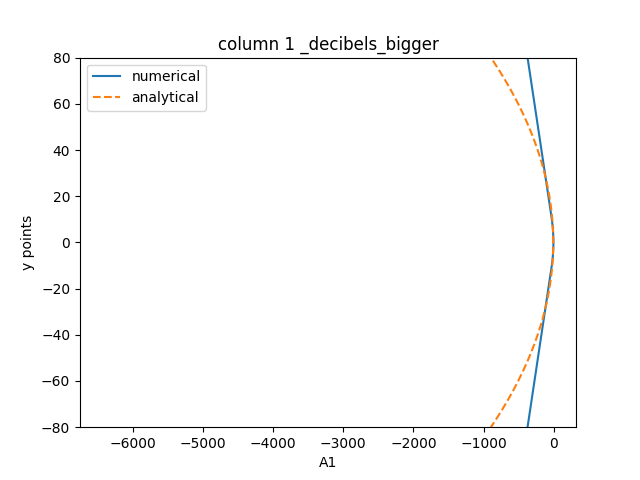 column 1 _decibels_bigger
numerical
analytical
80
60
40
20
0
−20
−40
−60
−80
y points
−6000 −5000 −4000 −3000 −2000 −1000 0
A1